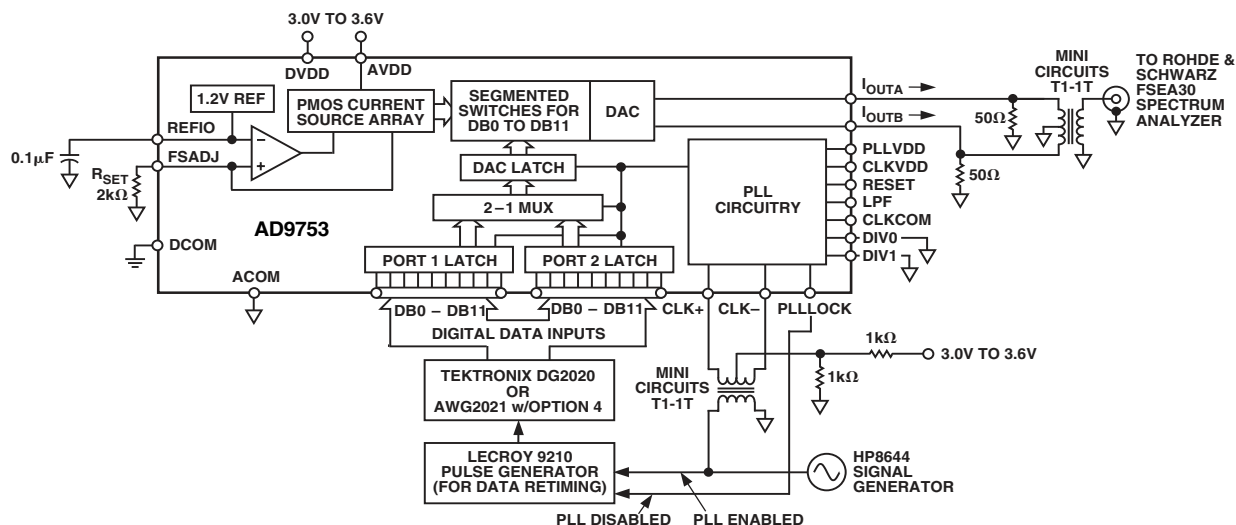 3.0V TO 3.6V
DVDD
AVDD
1.2V REF
PMOS CURRENT
SOURCE ARRAY
SEGMENTED
SWITCHES FOR
DB0 TO DB11
DAC
REFIO
FSADJ
0.1µF
RSET
2kΩ
−
+
DAC LATCH
2–1 MUX
AD9753
PORT 1 LATCH
PORT 2 LATCH
PLL
CIRCUITRY
DCOM
ACOM
IOUTA
IOUTB
50Ω
50Ω
MINI
CIRCUITS
T1-1T
TO ROHDE &
SCHWARZ
FSEA30
SPECTRUM
ANALYZER
PLLVDD
CLKVDD
RESET
LPF
CLKCOM
DIV0
DIV1
DB0 – DB11
DB0 – DB11
CLK+
CLK–
PLLLOCK
DIGITAL DATA INPUTS
TEKTRONIX DG2020
OR
AWG2021 w/OPTION 4
MINI
CIRCUITS
T1-1T
1kΩ
1kΩ
3.0V TO 3.6V
LECROY 9210
PULSE GENERATOR
(FOR DATA RETIMING)
HP8644
SIGNAL
GENERATOR
PLL DISABLED
PLL ENABLED